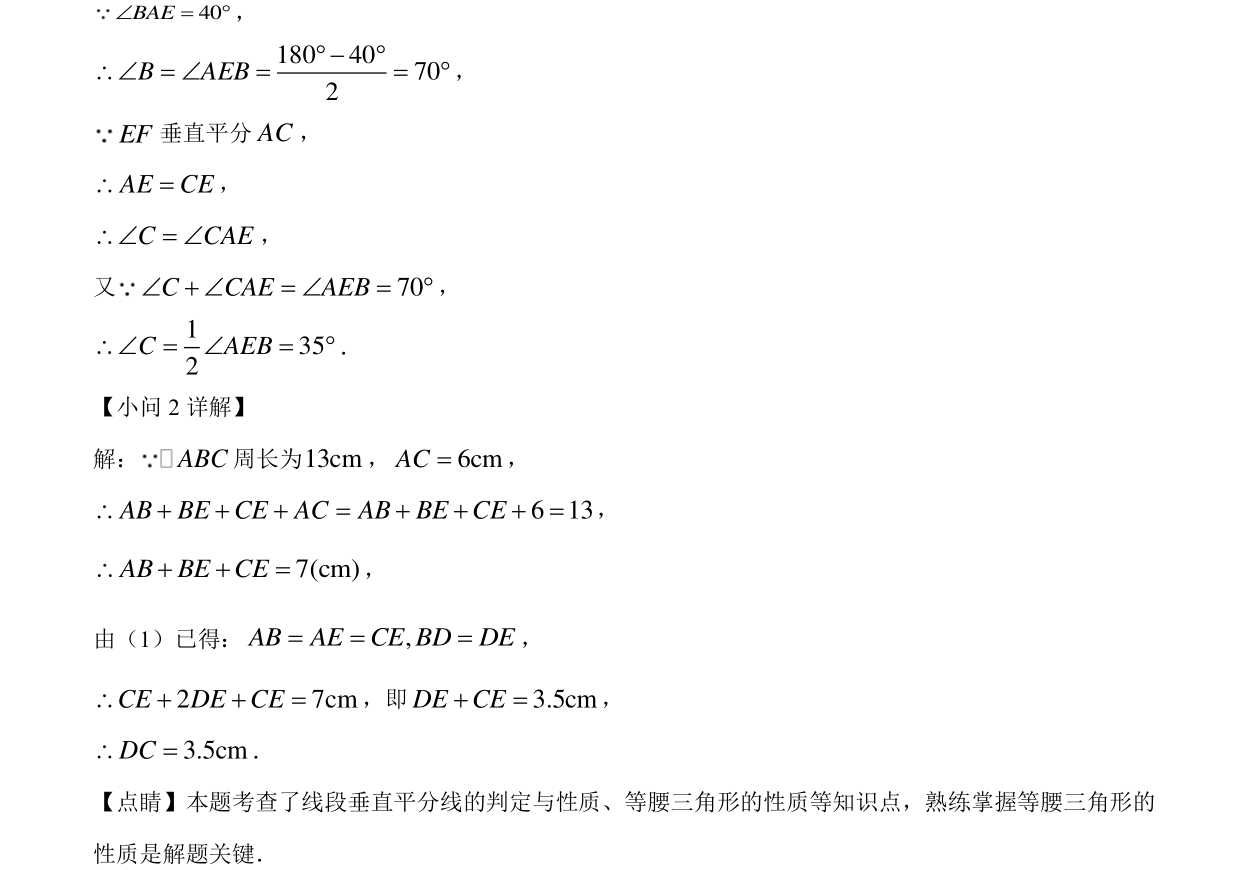 ∵ ∠BAE = 40°，
∴ ∠B = ∠AEB = (180° − 40°)/2 = 70°，
∵ EF 垂直平分 AC，
∴ AE = CE，
∴ ∠C = ∠CAE，
又∵ ∠C + ∠CAE = ∠AEB = 70°，
∴ ∠C = 1/2 ∠AEB = 35°．
【小问 2 详解】
解：∵□ABC 周长为13cm， AC = 6cm，
∴ AB + BE + CE + AC = AB + BE + CE + 6 = 13，
∴ AB + BE + CE = 7(cm)，
由（1）已得： AB = AE = CE, BD = DE，
∴ CE + 2DE + CE = 7cm，即 DE + CE = 3.5cm，
∴ DC = 3.5cm．
【点睛】本题考查了线段垂直平分线的判定与性质、等腰三角形的性质等知识点，熟练掌握等腰三角形的
性质是解题关键．